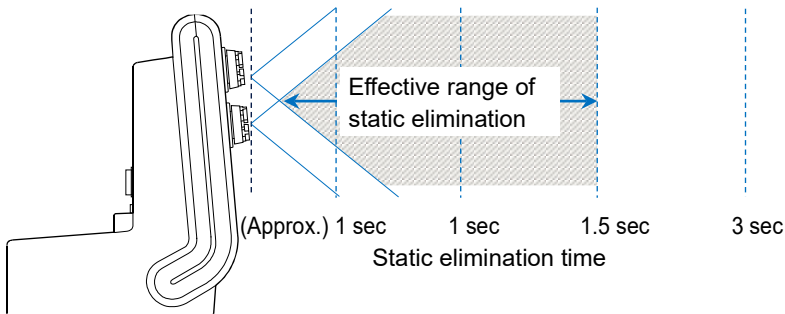 Effective range of
static elimination
(Approx.) 1 sec 1 sec 1.5 sec 3 sec
Static elimination time